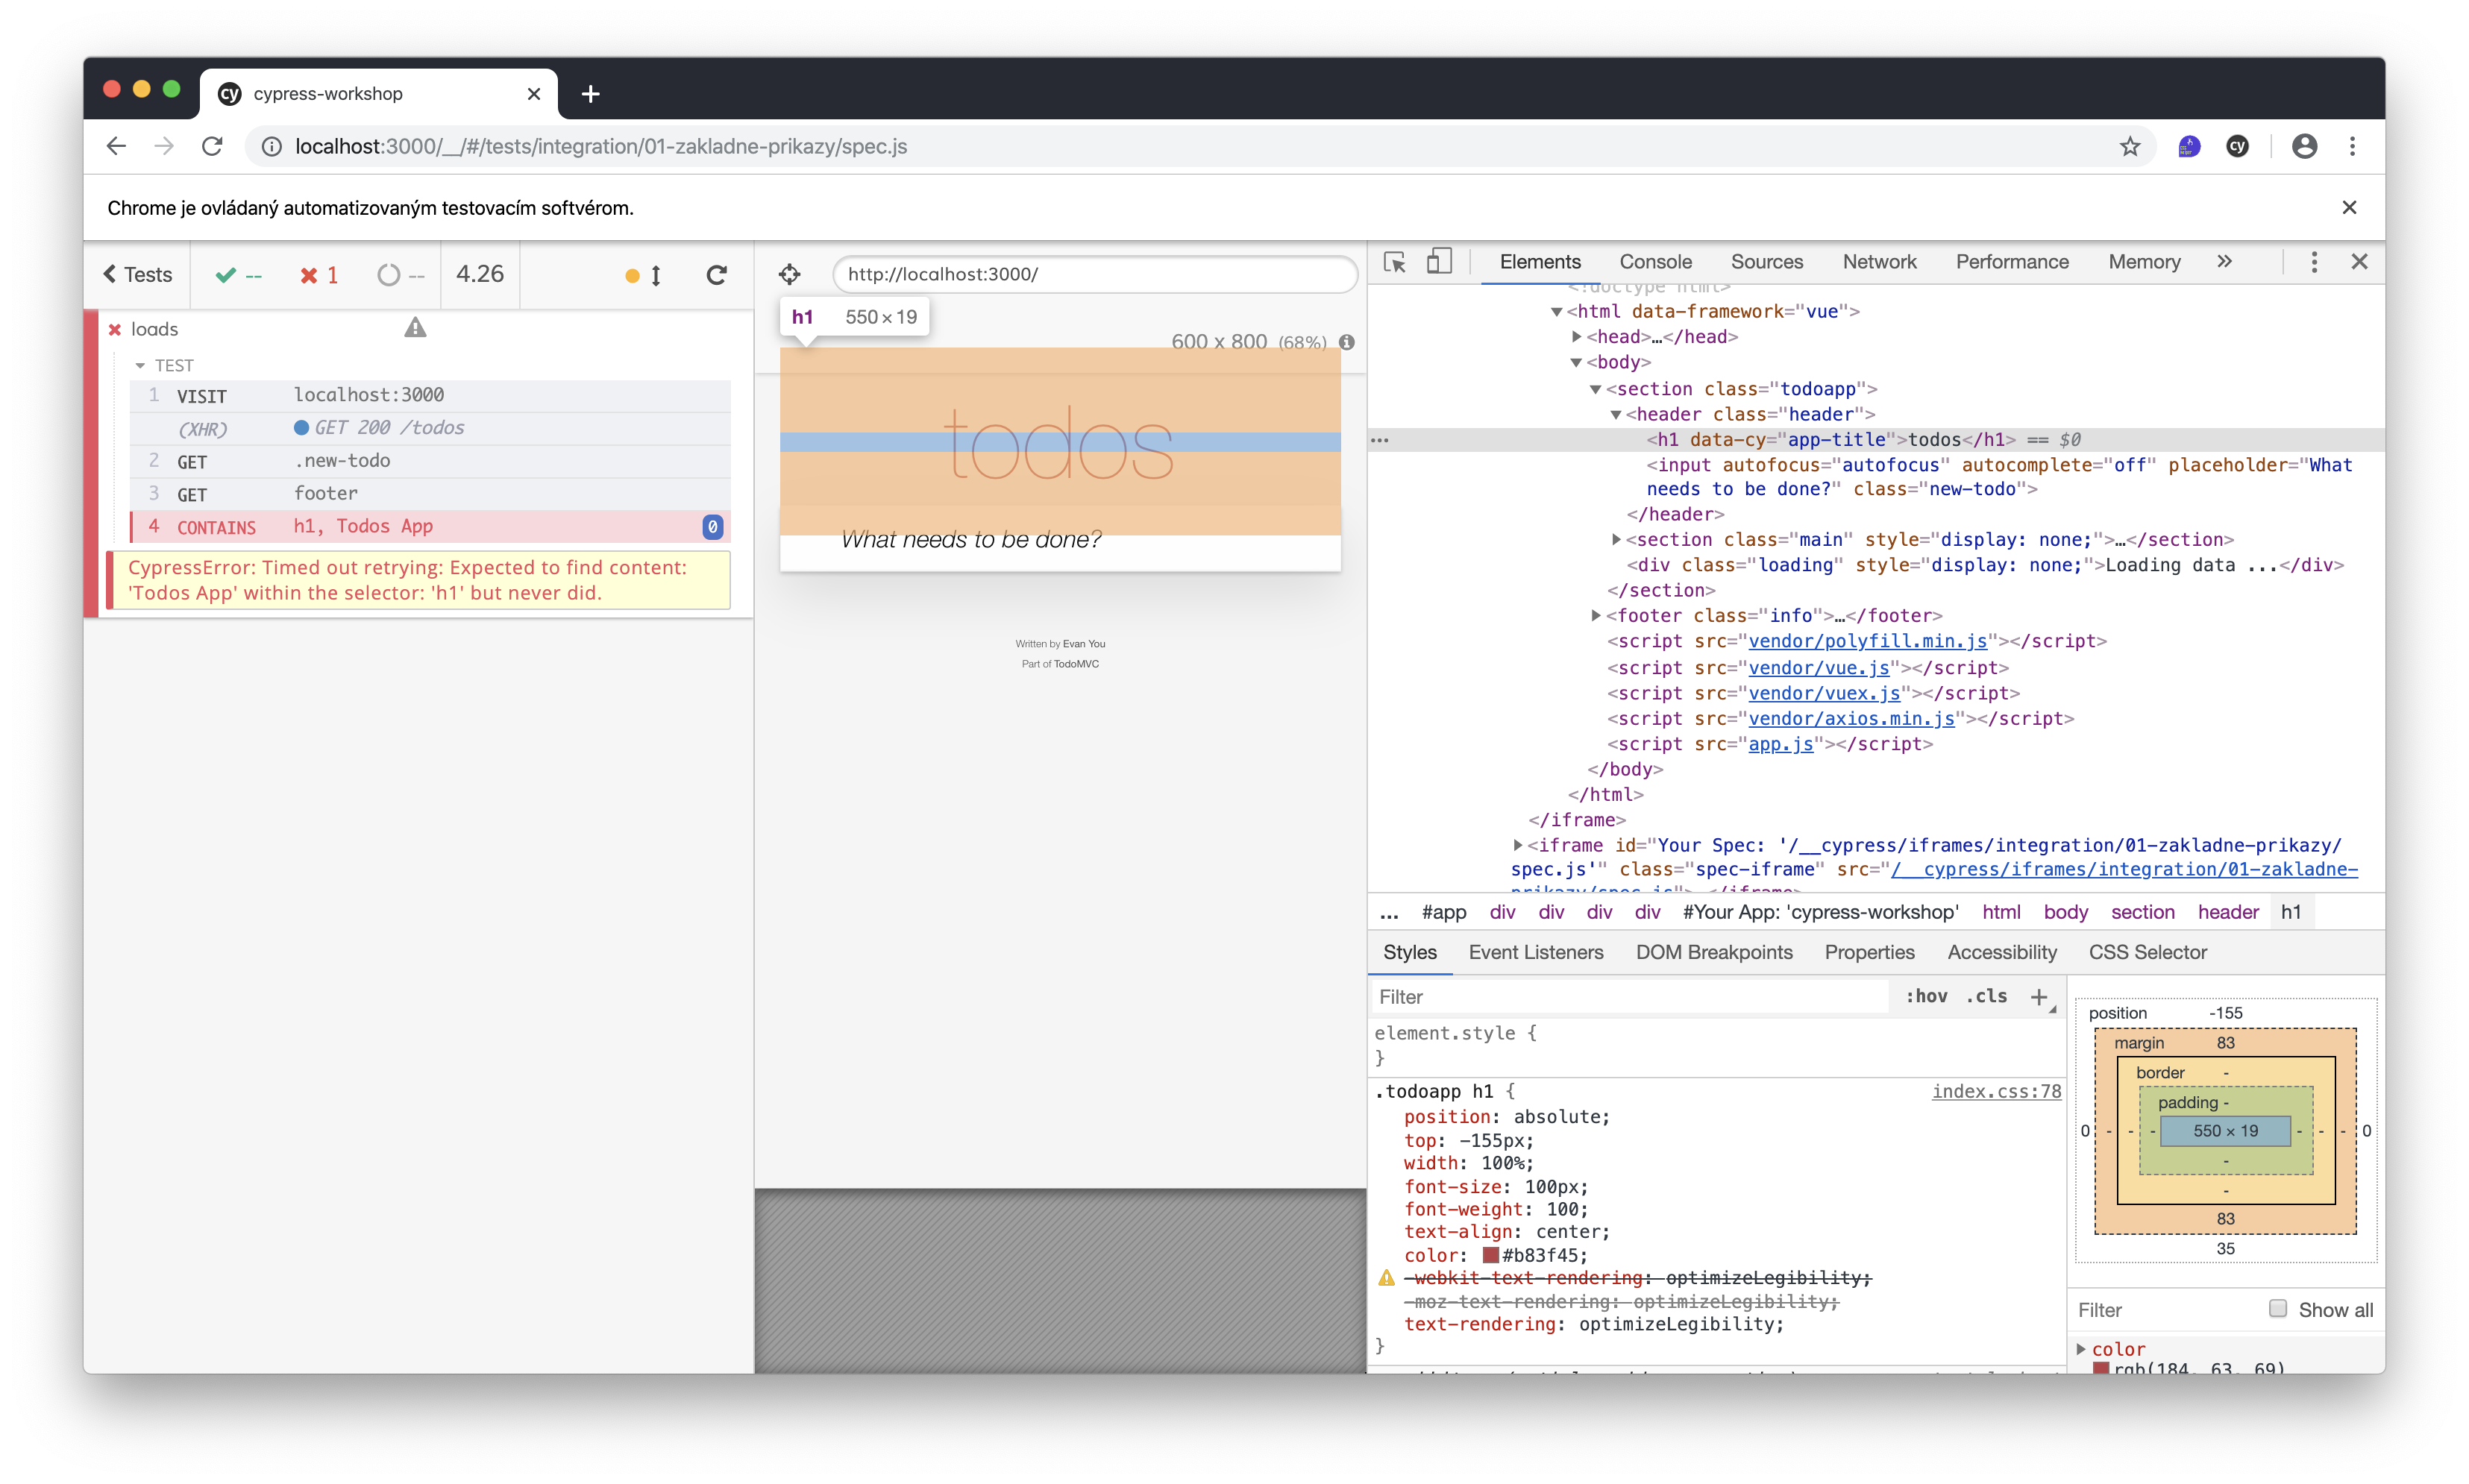 cypress-workshop
localhost:3000/__/#/tests/integration/01-zakladne-prikazy/spec.js
Chrome je ovládaný automatizovaným testovacím softvérom.
Tests -- 1 -- 4.26
loads
TEST
1 VISIT localhost:3000
(XHR) GET 200 /todos
2 GET .new-todo
3 GET footer
4 CONTAINS h1, Todos App 0
CypressError: Timed out retrying: Expected to find content:
'Todos App' within the selector: 'h1' but never did.
http://localhost:3000/
h1 550 × 19
600 x 800 (68%)
todos
What needs to be done?
Written by Evan You
Part of TodoMVC
Elements Console Sources Network Performance Memory »
<!doctype html>
<html data-framework="vue">
<head>…</head>
<body>
<section class="todoapp">
<header class="header">
<h1 data-cy="app-title">todos</h1> == $0
<input autofocus="autofocus" autocomplete="off" placeholder="What
needs to be done?" class="new-todo">
</header>
<section class="main" style="display: none;">…</section>
<div class="loading" style="display: none;">Loading data ...</div>
</section>
<footer class="info">…</footer>
<script src="vendor/polyfill.min.js"></script>
<script src="vendor/vue.js"></script>
<script src="vendor/vuex.js"></script>
<script src="vendor/axios.min.js"></script>
<script src="app.js"></script>
</body>
</html>
</iframe>
<iframe id="Your Spec: '/__cypress/iframes/integration/01-zakladne-prikazy/
spec.js'" class="spec-iframe" src="/__cypress/iframes/integration/01-zakladne-
prikazy/spec.js">…</iframe>
... #app div div div div #Your App: 'cypress-workshop' html body section header h1
Styles Event Listeners DOM Breakpoints Properties Accessibility CSS Selector
Filter :hov .cls +
element.style {
}
.todoapp h1 { index.css:78
position: absolute;
top: -155px;
width: 100%;
font-size: 100px;
font-weight: 100;
text-align: center;
color: #b83f45;
-webkit-text-rendering: optimizeLegibility;
-moz-text-rendering: optimizeLegibility;
text-rendering: optimizeLegibility;
}
position -155
margin 83
border -
padding -
0 - - - 550 × 19 - - - 0
-
-
83
35
Filter Show all
color
rgb(184, 63, 69)